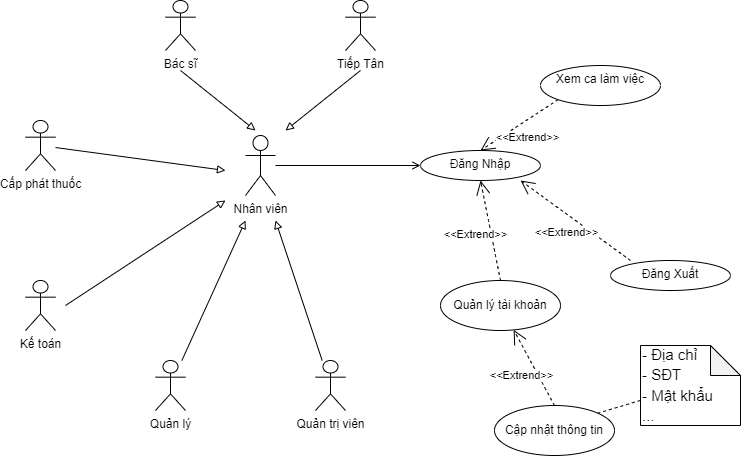 Bác sĩ
Tiếp Tân
Xem ca làm việc
<<Extrend>>
Cấp phát thuốc
Đăng Nhập
Nhân viên
<<Extrend>>
<<Extrend>>
Đăng Xuất
Quản lý tài khoản
Kế toán
<<Extrend>>
- Địa chỉ
- SĐT
- Mật khẩu
...
Quản lý
Quản trị viên
Cập nhật thông tin